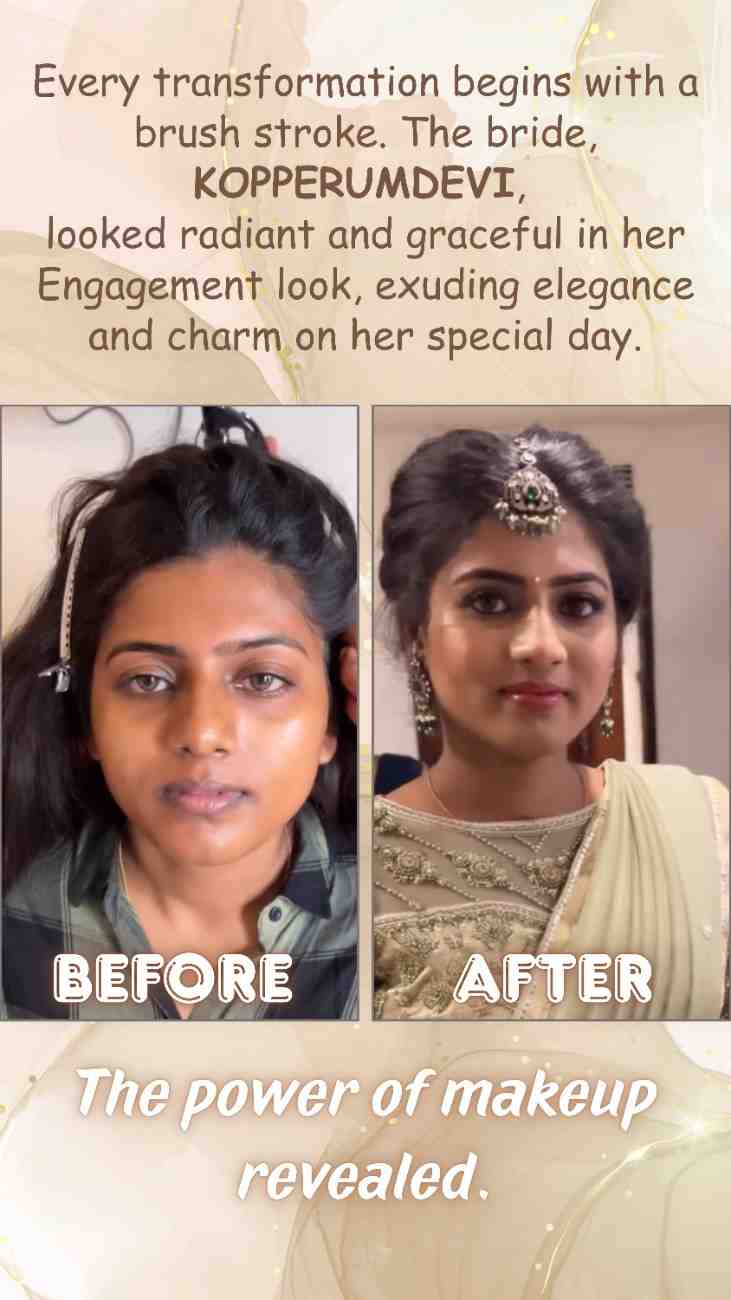 Every transformation begins with a
brush stroke. The bride,
KOPPERUMDEVI,
looked radiant and graceful in her
Engagement look, exuding elegance
and charm on her special day.
BEFORE
AFTER
The power of makeup
revealed.